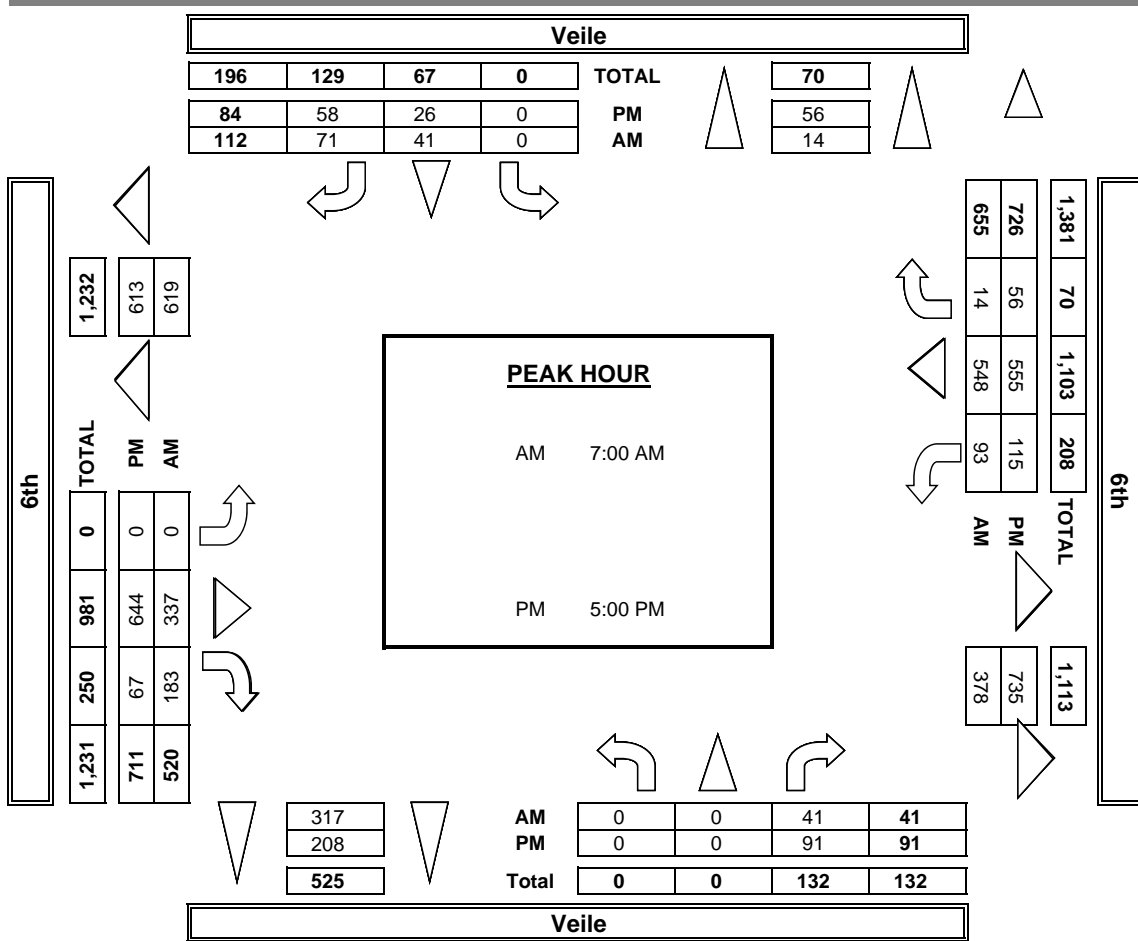 Veile
196 129 67 0 TOTAL 70
84 58 26 0 PM 56
112 71 41 0 AM 14
6th
1,232
613
619
TOTAL 0 981 250 1,231
PM 0 644 67 711
AM 0 337 183 520
PEAK HOUR
AM 7:00 AM
PM 5:00 PM
1,381 70 1,103 208 TOTAL
726 56 555 115 PM
655 14 548 93 AM
1,113
735
378
6th
317
208
525
AM 0 0 41 41
PM 0 0 91 91
Total 0 0 132 132
Veile